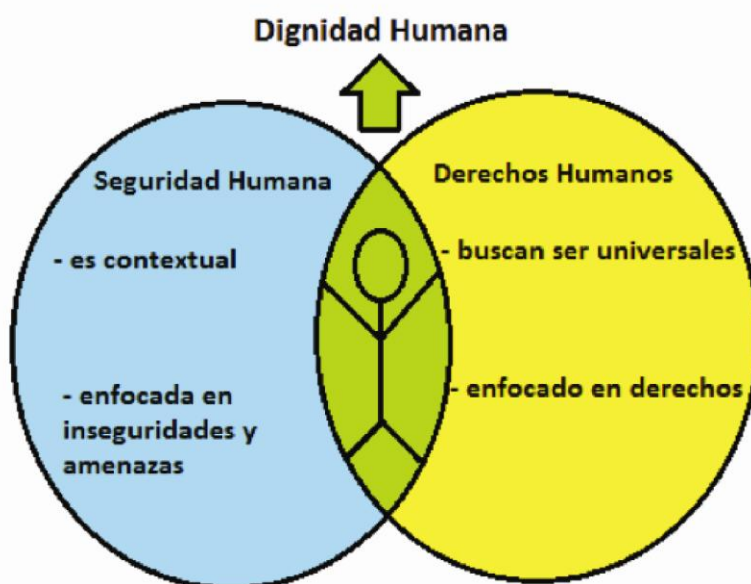 Dignidad Humana
Seguridad Humana
- es contextual
- enfocada en
inseguridades y
amenazas
Derechos Humanos
- buscan ser universales
- enfocado en derechos